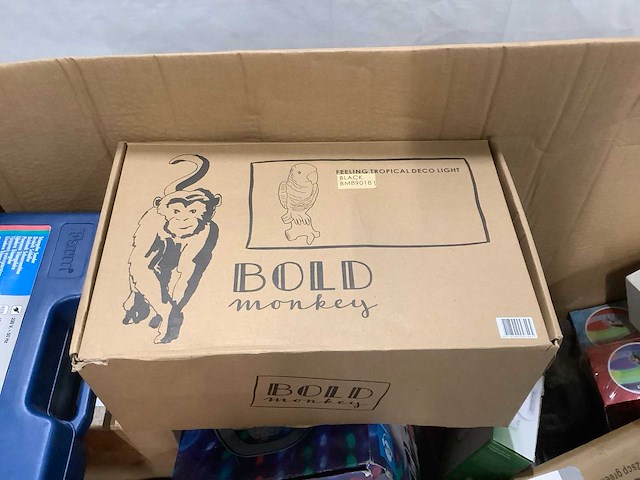 FEELING TROPICAL DECO LIGHT
BLACK
BM89018
BOLD
monkey
BOLD
monkey